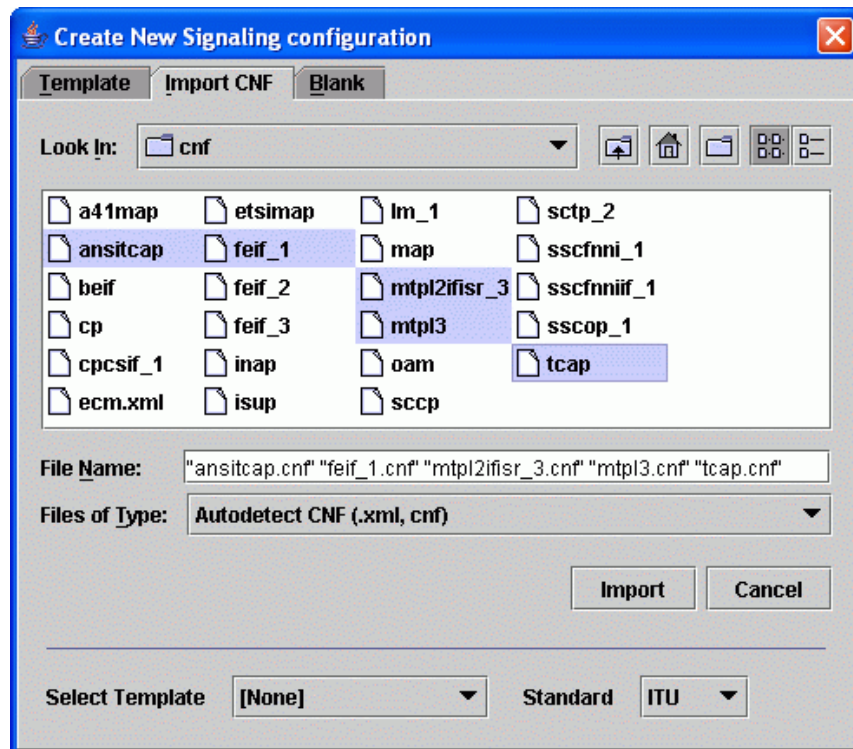 Create New Signaling configuration
Template Import CNF Blank
Look In: cnf
a41map etsimap lm_1 sctp_2
ansitcap feif_1 map sscfnni_1
beif feif_2 mtpl2ifisr_3 sscfnniif_1
cp feif_3 mtpl3 sscop_1
cpcsif_1 inap oam tcap
ecm.xml isup sccp
File Name: "ansitcap.cnf" "feif_1.cnf" "mtpl2ifisr_3.cnf" "mtpl3.cnf" "tcap.cnf"
Files of Type: Autodetect CNF (.xml, cnf)
Import Cancel
Select Template [None] Standard ITU